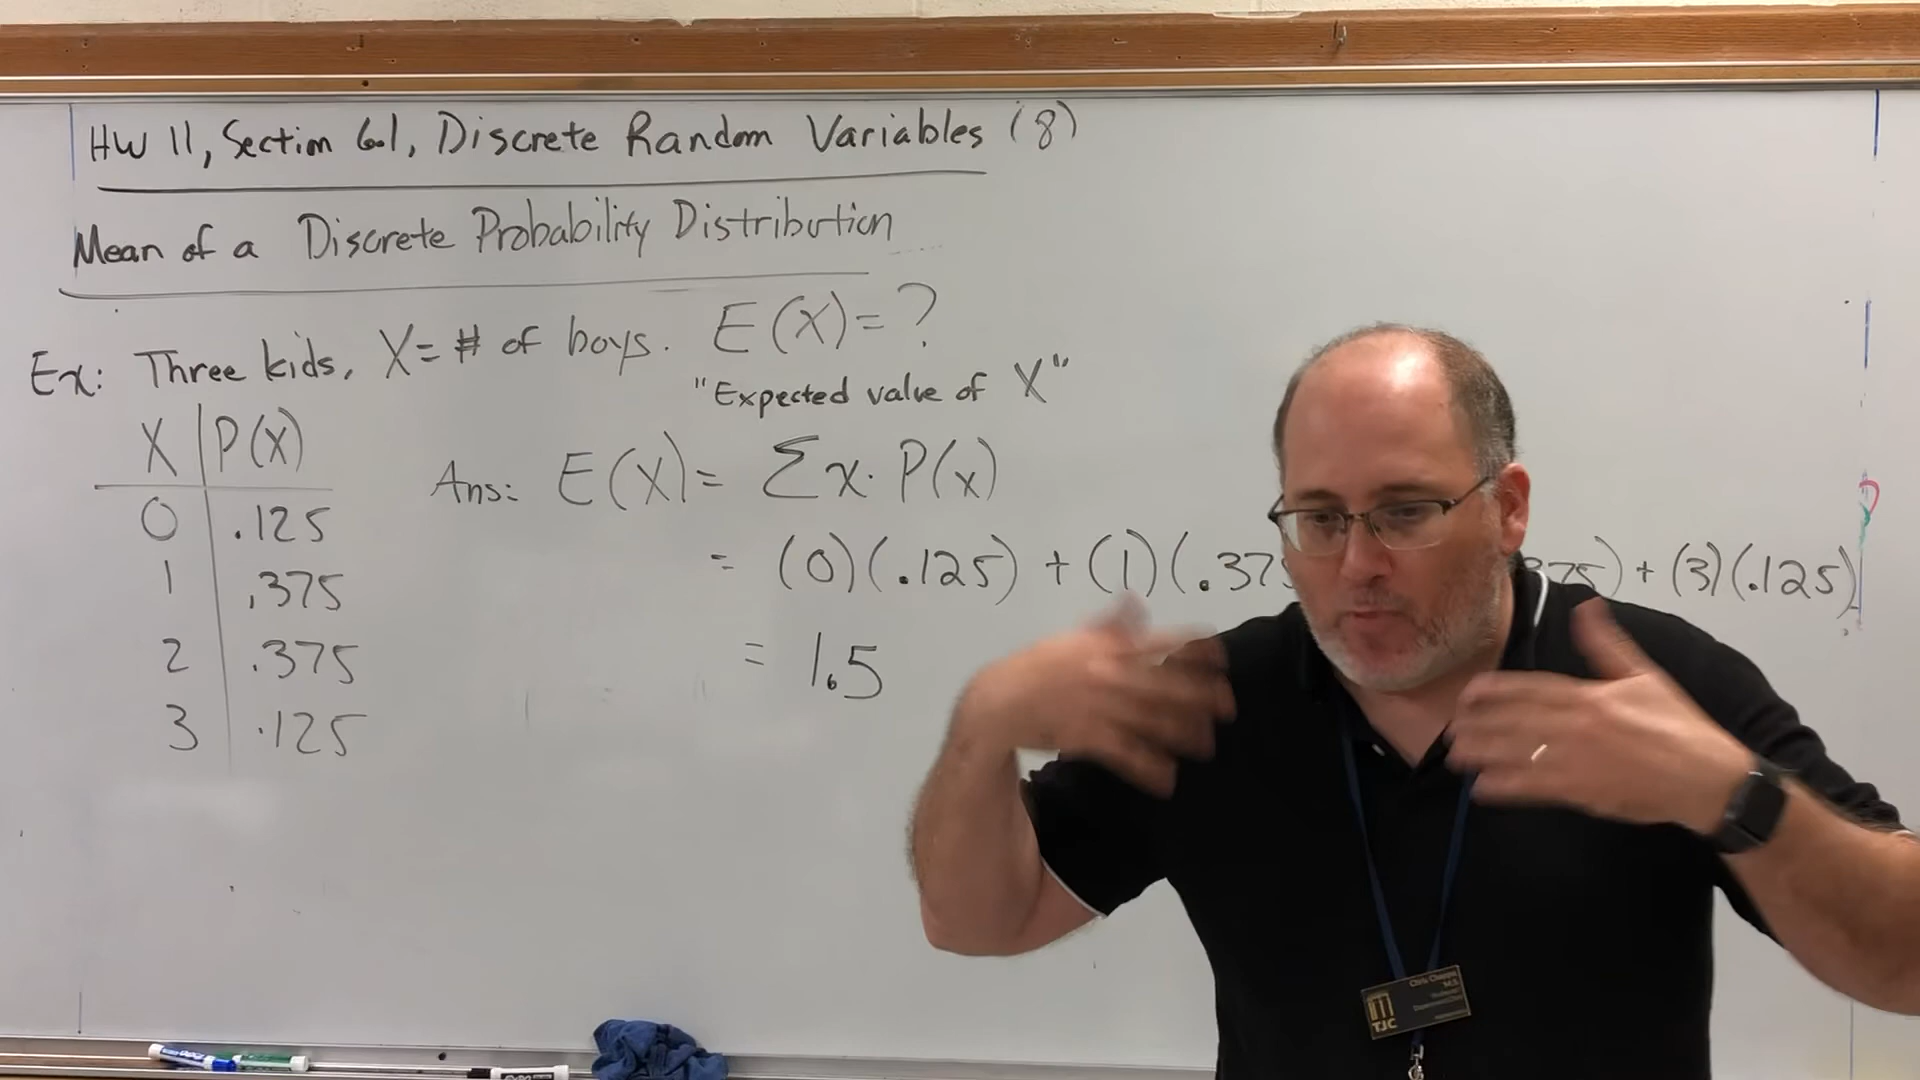 HW 11, Section 6.1, Discrete Random Variables (8)
Mean of a Discrete Probability Distribution
Ex: Three kids, X = # of boys. E(X) = ?
"Expected value of X"
X P(X)
0 .125
1 .375
2 .375
3 .125
Ans: E(X) = Σx· P(x)
= (0)(.125) + (1)(.375) + (3)(.125)
= 1.5
Chris
M.S.
TJC